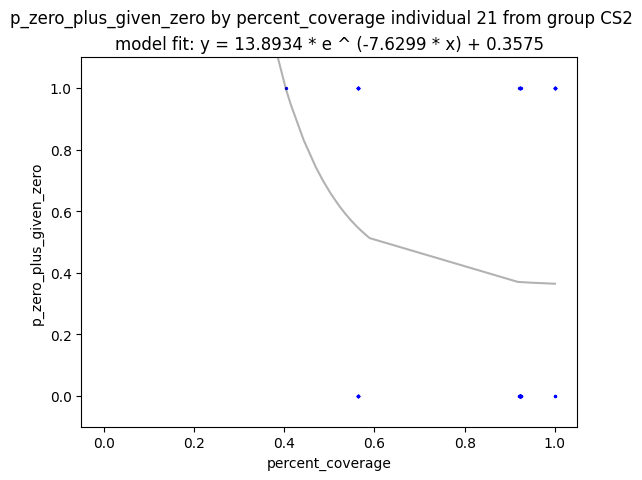 p_zero_plus_given_zero by percent_coverage individual 21 from group CS2
model fit: y = 13.8934 * e ^ (-7.6299 * x) + 0.3575
1.0
0.8
0.6
0.4
0.2
0.0
p_zero_plus_given_zero
0.0 0.2 0.4 0.6 0.8 1.0
percent_coverage